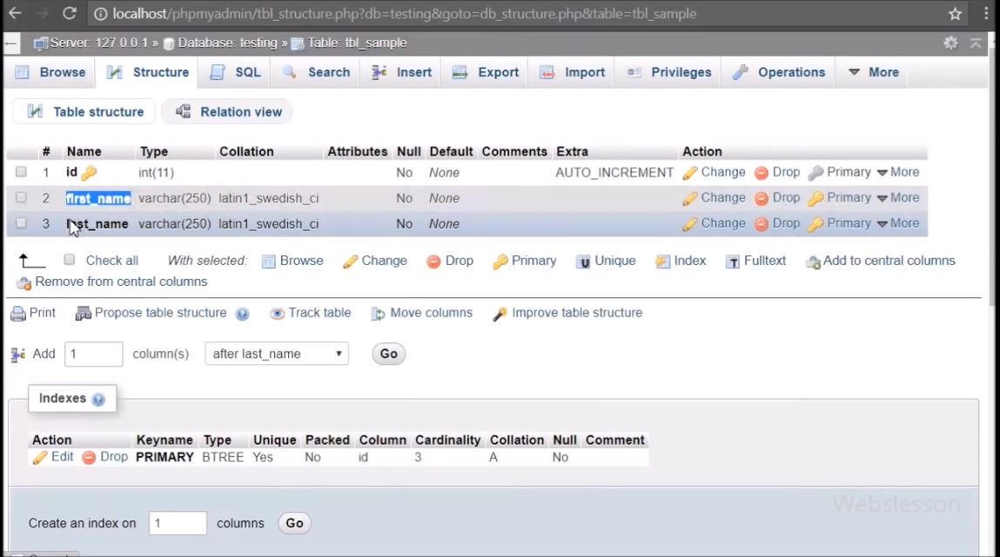 localhost/phpmyadmin/tbl_structure.php?db=testing&goto=db_structure.php&table=tbl_sample
Server: 127.0.0.1 » Database: testing » Table: tbl_sample
Browse Structure SQL Search Insert Export Import Privileges Operations More
Table structure Relation view
# Name Type Collation Attributes Null Default Comments Extra Action
1 id int(11) No None AUTO_INCREMENT Change Drop Primary More
2 first_name varchar(250) latin1_swedish_ci No None Change Drop Primary More
3 last_name varchar(250) latin1_swedish_ci No None Change Drop Primary More
Check all With selected: Browse Change Drop Primary Unique Index Fulltext Add to central columns
Remove from central columns
Print Propose table structure Track table Move columns Improve table structure
Add 1 column(s) after last_name Go
Indexes
Action Keyname Type Unique Packed Column Cardinality Collation Null Comment
Edit Drop PRIMARY BTREE Yes No id 3 A No
Webslesson
Create an index on 1 columns Go